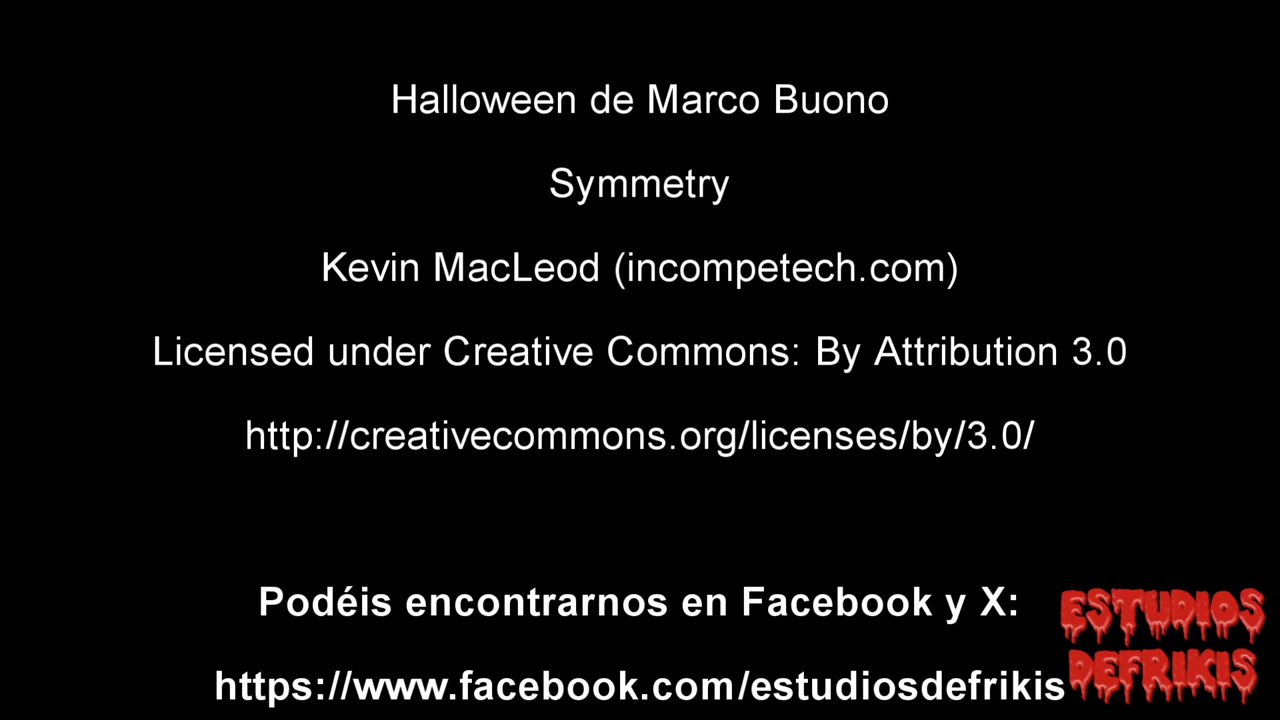 Halloween de Marco Buono
Symmetry
Kevin MacLeod (incompetech.com)
Licensed under Creative Commons: By Attribution 3.0
http://creativecommons.org/licenses/by/3.0/
Podéis encontrarnos en Facebook y X:
https://www.facebook.com/estudiosdefrikis
ESTUDIOS
DEFRIKIS